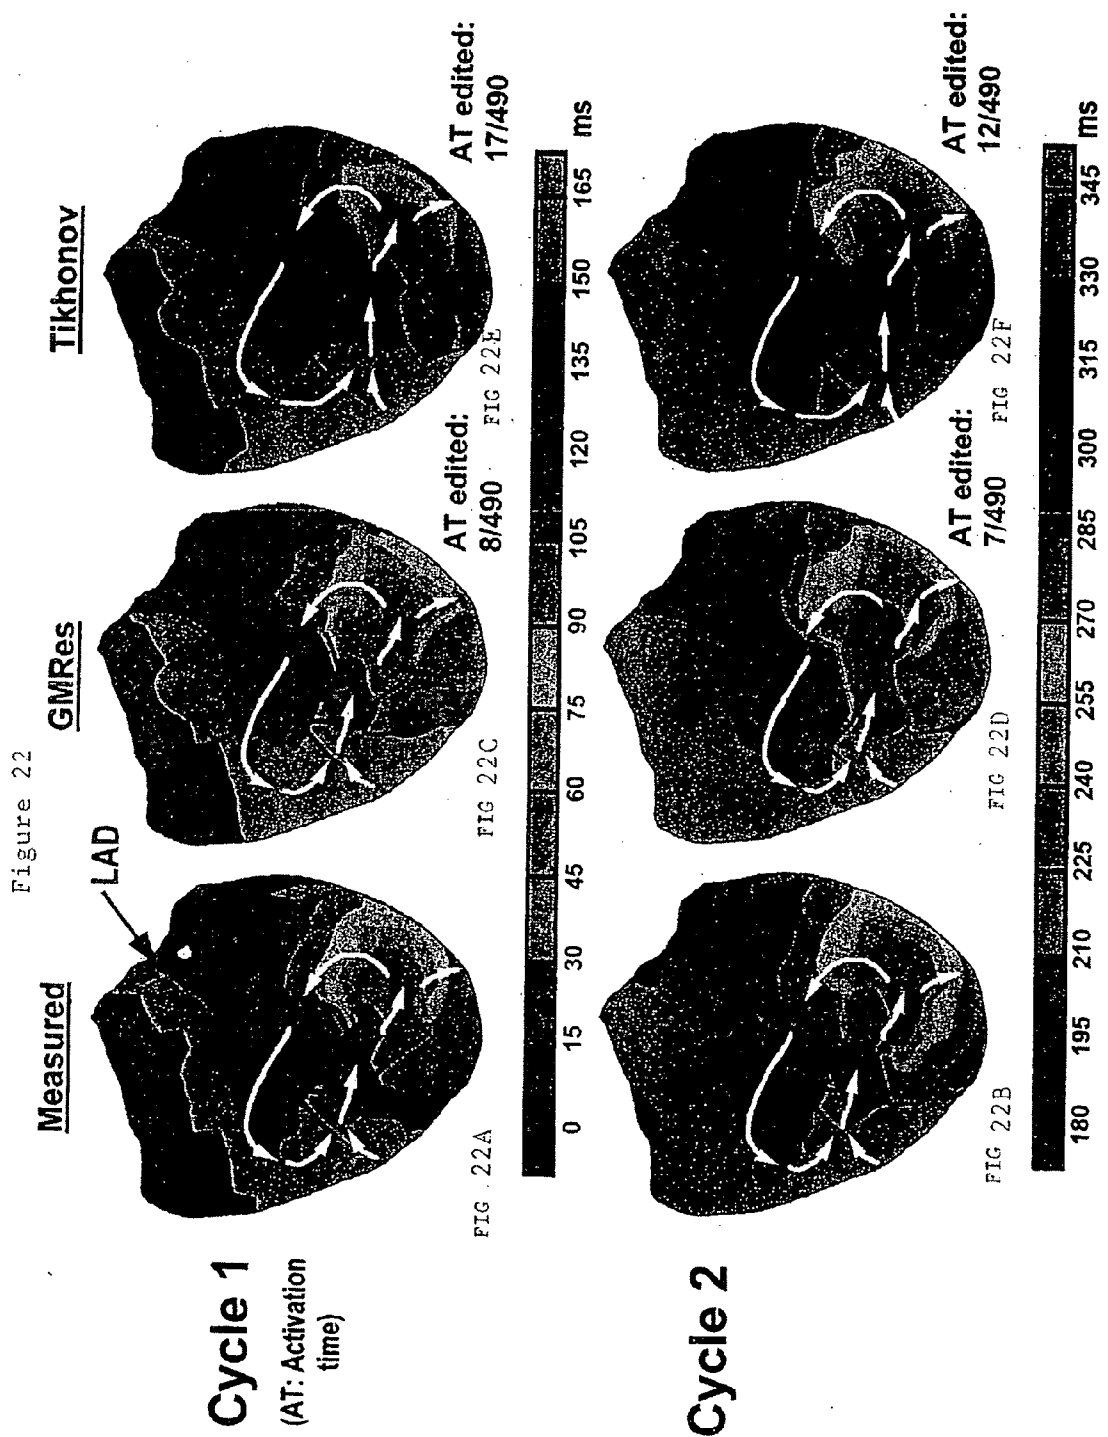 Figure 22
Measured
GMRes
Tikhonov
LAD
Cycle 1
(AT: Activation
time)
FIG . 22A
FIG 22C
AT edited:
8/490
FIG 22E
AT edited:
17/490
0 15 30 45 60 75 90 105 120 135 150 165 ms
Cycle 2
FIG 22B
FIG 22D
AT edited:
7/490
FIG 22F
AT edited:
12/490
180 195 210 225 240 255 270 285 300 315 330 345 ms